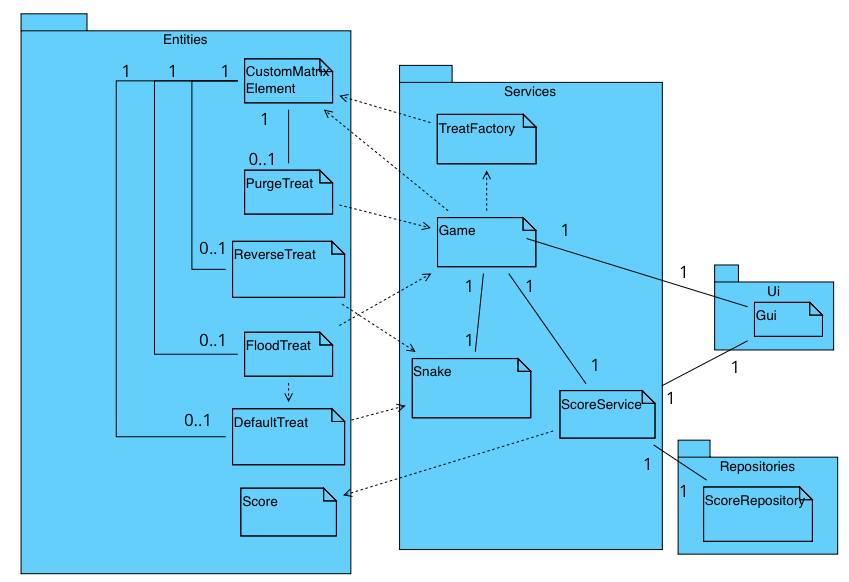 Entities
1 1 1
CustomMatrix
Element
1
0..1
PurgeTreat
0..1
ReverseTreat
0..1
FloodTreat
0..1
DefaultTreat
Score
Services
TreatFactory
Game
1
1
1 1
1
1
Snake
ScoreService
1
1
1
1
Ui
Gui
Repositories
ScoreRepository